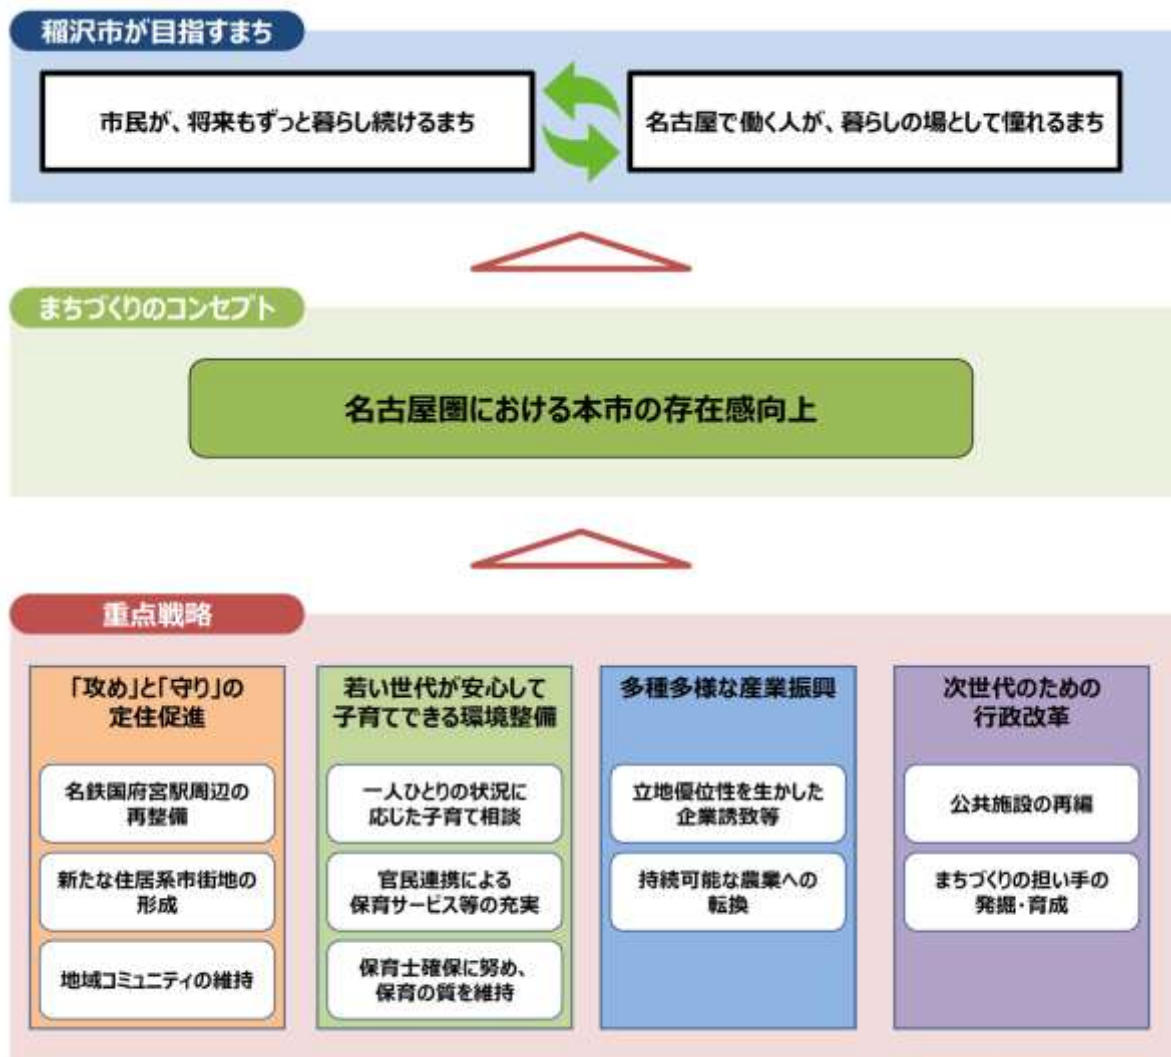 稲沢市が目指すまち
市民が、将来もずっと暮らし続けるまち
名古屋で働く人が、暮らしの場として憧れるまち
まちづくりのコンセプト
名古屋圏における本市の存在感向上
重点戦略
「攻め」と「守り」の
定住促進
名鉄国府宮駅周辺の
再整備
新たな住居系市街地の
形成
地域コミュニティの維持
若い世代が安心して
子育てできる環境整備
一人ひとりの状況に
応じた子育て相談
官民連携による
保育サービス等の充実
保育士確保に努め、
保育の質を維持
多種多様な産業振興
立地優位性を生かした
企業誘致等
持続可能な農業への
転換
次世代のための
行政改革
公共施設の再編
まちづくりの担い手の
発掘・育成